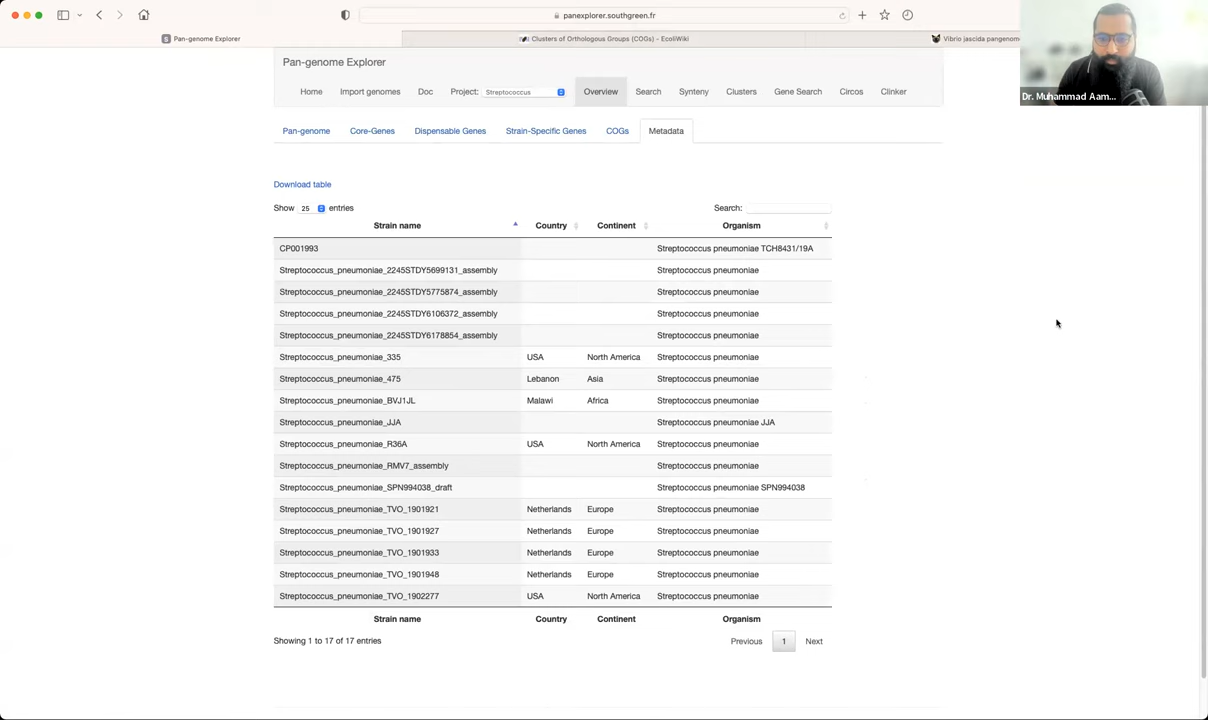 panexplorer.southgreen.fr
S Pan-genome Explorer
Clusters of Orthologous Groups (COGs) - EcoliWiki
Vibrio jascida pangenom
Dr. Muhammad Aam...
Pan-genome Explorer
Home Import genomes Doc Project: Streptococcus Overview Search Synteny Clusters Gene Search Circos Clinker
Pan-genome Core-Genes Dispensable Genes Strain-Specific Genes COGs Metadata
Download table
Show 25 entries Search:
Strain name Country Continent Organism
CP001993 Streptococcus pneumoniae TCH8431/19A
Streptococcus_pneumoniae_2245STDY5699131_assembly Streptococcus pneumoniae
Streptococcus_pneumoniae_2245STDY5775874_assembly Streptococcus pneumoniae
Streptococcus_pneumoniae_2245STDY6106372_assembly Streptococcus pneumoniae
Streptococcus_pneumoniae_2245STDY6178854_assembly Streptococcus pneumoniae
Streptococcus_pneumoniae_335 USA North America Streptococcus pneumoniae
Streptococcus_pneumoniae_475 Lebanon Asia Streptococcus pneumoniae
Streptococcus_pneumoniae_BVJ1JL Malawi Africa Streptococcus pneumoniae
Streptococcus_pneumoniae_JJA Streptococcus pneumoniae JJA
Streptococcus_pneumoniae_R36A USA North America Streptococcus pneumoniae
Streptococcus_pneumoniae_RMV7_assembly Streptococcus pneumoniae
Streptococcus_pneumoniae_SPN994038_draft Streptococcus pneumoniae SPN994038
Streptococcus_pneumoniae_TVO_1901921 Netherlands Europe Streptococcus pneumoniae
Streptococcus_pneumoniae_TVO_1901927 Netherlands Europe Streptococcus pneumoniae
Streptococcus_pneumoniae_TVO_1901933 Netherlands Europe Streptococcus pneumoniae
Streptococcus_pneumoniae_TVO_1901948 Netherlands Europe Streptococcus pneumoniae
Streptococcus_pneumoniae_TVO_1902277 USA North America Streptococcus pneumoniae
Strain name Country Continent Organism
Showing 1 to 17 of 17 entries Previous 1 Next